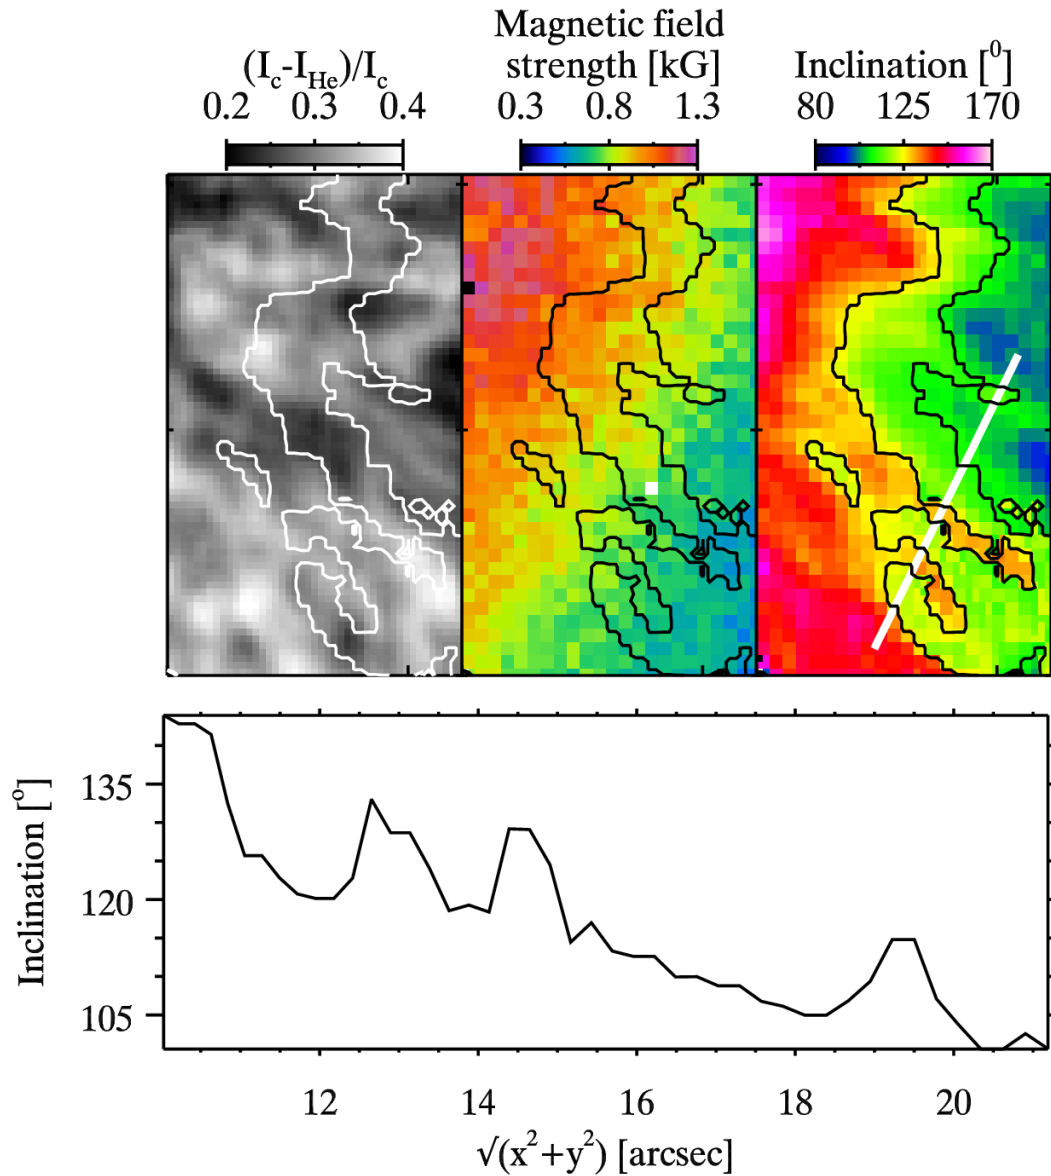 (I_c-I_He)/I_c
0.2 0.3 0.4
Magnetic field
strength [kG]
0.3 0.8 1.3
Inclination [⁰]
80 125 170
Inclination [°]
135
120
105
12 14 16 18 20
√(x²+y²) [arcsec]